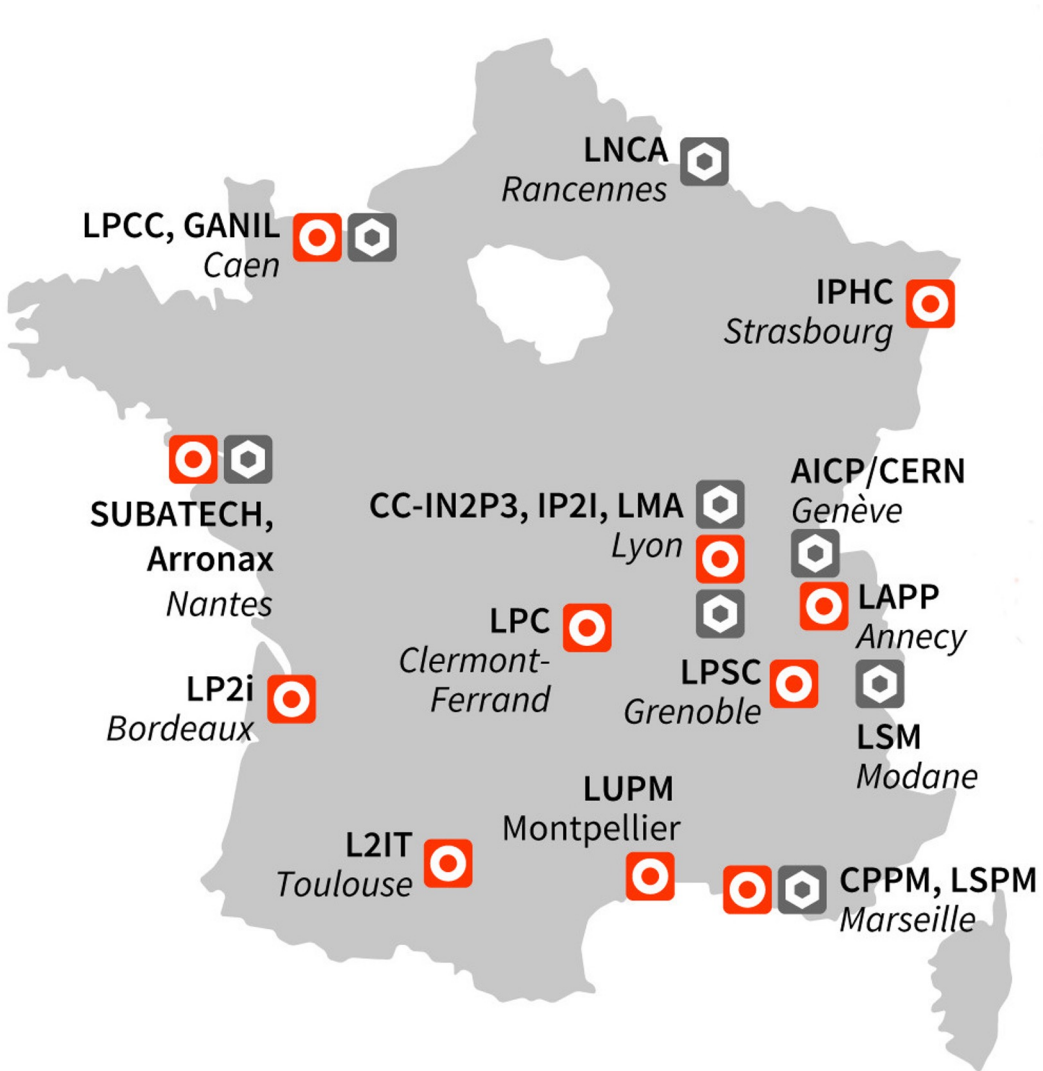 LNCA
Rancennes
LPCC, GANIL
Caen
IPHC
Strasbourg
AICP/CERN
Genève
CC-IN2P3, IP2I, LMA
Lyon
SUBATECH,
Arronax
Nantes
LAPP
Annecy
LPC
Clermont-
Ferrand
LPSC
Grenoble
LP2i
Bordeaux
LSM
Modane
LUPM
Montpellier
L2IT
Toulouse
CPPM, LSPM
Marseille